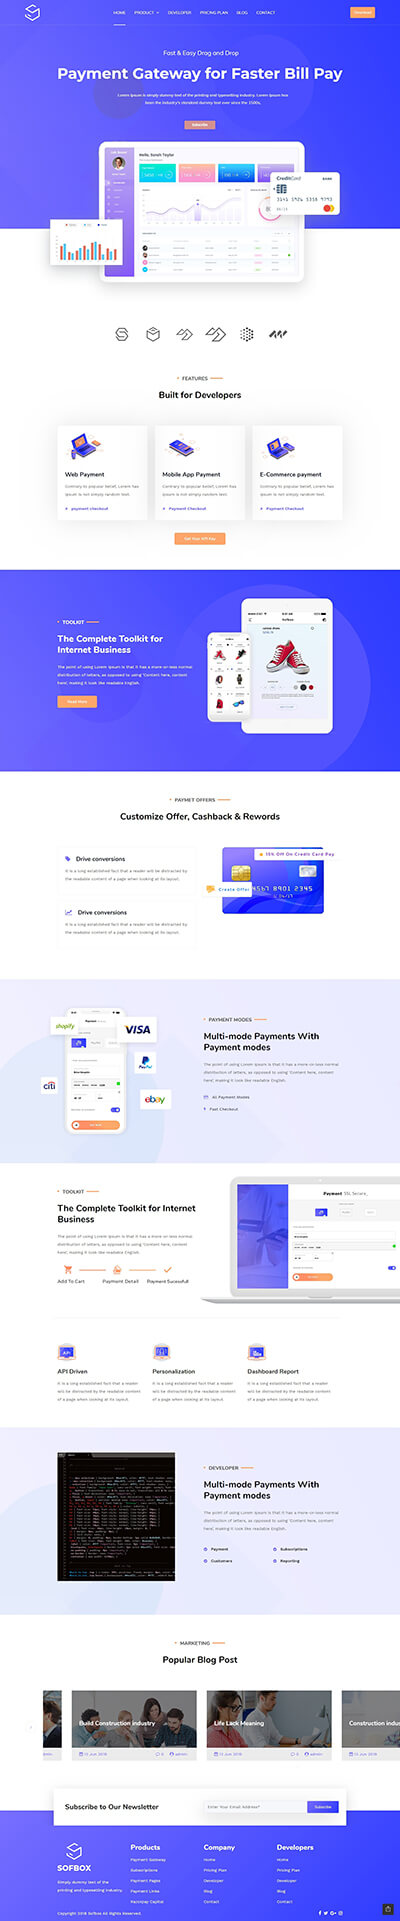 HOME PRODUCT DEVELOPER PRICING PLAN BLOG CONTACT
Download
Fast & Easy Drag and Drop
Payment Gateway for Faster Bill Pay
Lorem Ipsum is simply dummy text of the printing and typesetting industry. Lorem Ipsum has
been the industry's standard dummy text ever since the 1500s,
Subscribe
Hello, Sarah Taylor
CreditCard BANK
FEATURES
Built for Developers
Web Payment
Contrary to popular belief, Lorem
Ipsum is not simply random text.
payment checkout
Mobile App Payment
Contrary to popular belief, Lorem
Ipsum is not simply random text.
Payment Checkout
E-Commerce payment
Contrary to popular belief, Lorem
Ipsum is not simply random text.
Payment Checkout
TOOLKIT
The Complete Toolkit for
Internet Business
The point of using Lorem Ipsum is that it has a more-or-less normal
distribution of letters, as opposed to using 'Content here, content
here', making it look like readable English.
Read More
PAYMET OFFERS
Customize Offer, Cashback & Rewords
Drive conversions
It is a long established fact that a reader will be distracted by
the readable content of a page when looking at its layout.
Drive conversions
It is a long established fact that a reader will be distracted by
the readable content of a page when looking at its layout.
15% Off On Credit Card Pay
4567 8901 2345
Create Offer
04/17
PAYMENT MODES
Multi-mode Payments With
Payment modes
The point of using Lorem Ipsum is that it has a more-or-less normal
distribution of letters, as opposed to using 'Content here, content
here', making it look like readable English.
All Payment Modes
Fast Checkout
Payment
shopify
VISA
PayPal
citi
ebay
TOOLKIT
The Complete Toolkit for Internet
Business
The point of using Lorem Ipsum is that it has a more-or-less normal
distribution of letters, as opposed to using 'Content here, content
here', making it look like readable English.
Add To Cart Payment Detail Payment Sucessfull
Payment SSL Secure_
API
API Driven
It is a long established fact that a reader
will be distracted by the readable content
of a page when looking at its layout.
Personalization
It is a long established fact that a reader
will be distracted by the readable content
of a page when looking at its layout.
Dashboard Report
It is a long established fact that a reader
will be distracted by the readable content
of a page when looking at its layout.
DEVELOPER
Multi-mode Payments With
Payment modes
The point of using Lorem Ipsum is that it has a more-or-less normal
distribution of letters, as opposed to using 'Content here, content
here', making it look like readable English.
Payment Subscriptions
Customers Reporting
MARKETING
Popular Blog Post
Build Construction industry
13 Jun 2019 0 admin
Life Lack Meaning
13 Jun 2019 0 admin
Construction indus
13 Jun 2019
Subscribe to Our Newsletter
Enter Your Email Address*
Subscribe
SOFBOX
Simply dummy text of the
printing and typesetting industry.
Products
Payment Gateway
Subscriptions
Payment Pages
Payment Links
Razorpay Capital
Company
Home
Pricing Plan
Developer
Blog
Contact
Developers
Home
Pricing Plan
Developer
Blog
Contact
Copyright 2018 Sofbox All Rights Reserved.